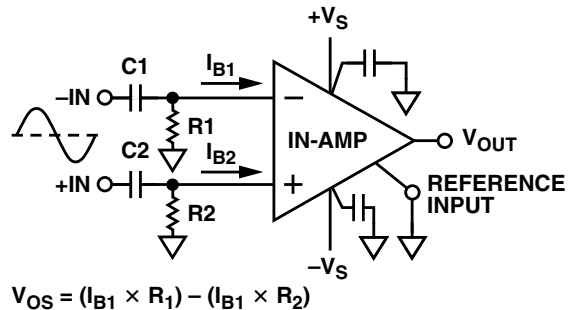 +VS
C1
IB1
–IN
–
R1
IN-AMP
VOUT
C2
IB2
+IN
+
REFERENCE
INPUT
R2
–VS
VOS = (IB1 × R1) – (IB1 × R2)